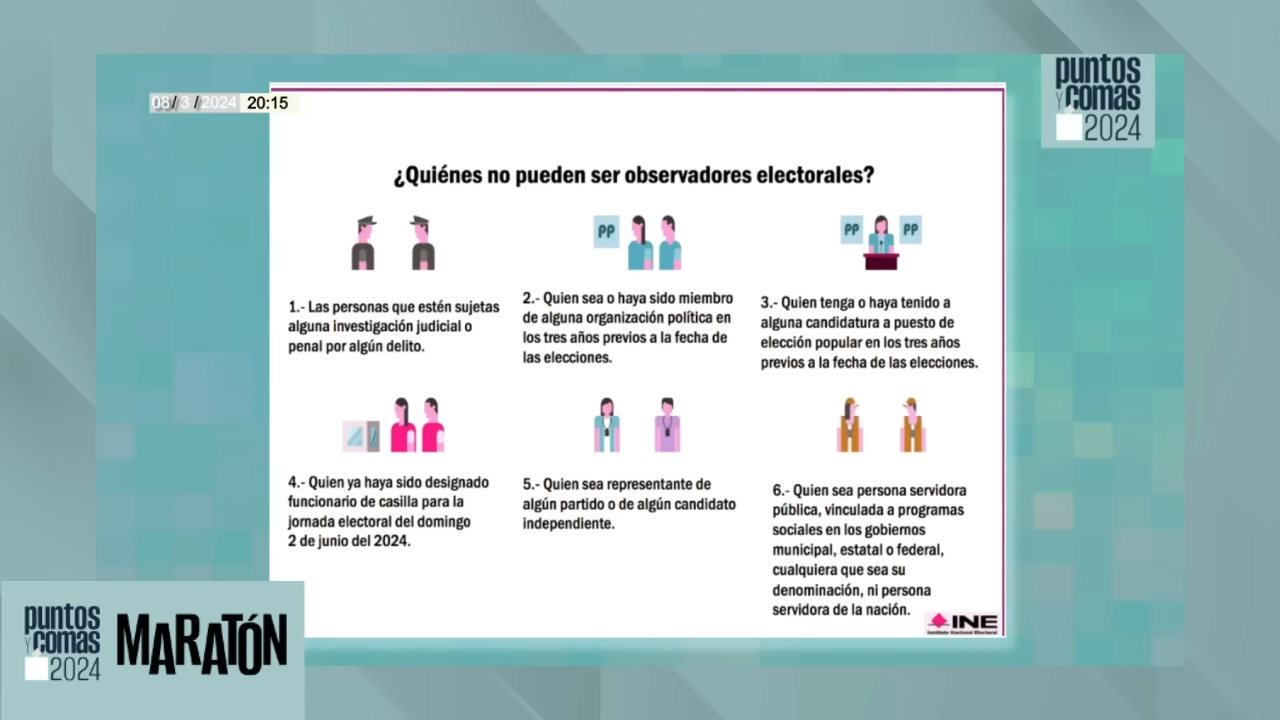 08/ 3 /2024 20:15
puntos
Y comas
2024
¿Quiénes no pueden ser observadores electorales?
PP
PP
PP
1.- Las personas que estén sujetas
alguna investigación judicial o
penal por algún delito.
2.- Quien sea o haya sido miembro
de alguna organización política en
los tres años previos a la fecha de
las elecciones.
3.- Quien tenga o haya tenido a
alguna candidatura a puesto de
elección popular en los tres años
previos a la fecha de las elecciones.
4.- Quien ya haya sido designado
funcionario de casilla para la
jornada electoral del domingo
2 de junio del 2024.
5.- Quien sea representante de
algún partido o de algún candidato
independiente.
6.- Quien sea persona servidora
pública, vinculada a programas
sociales en los gobiernos
municipal, estatal o federal,
cualquiera que sea su
denominación, ni persona
servidora de la nación.
INE
Instituto Nacional Electoral
puntos
Y comas
2024
MARATÓN